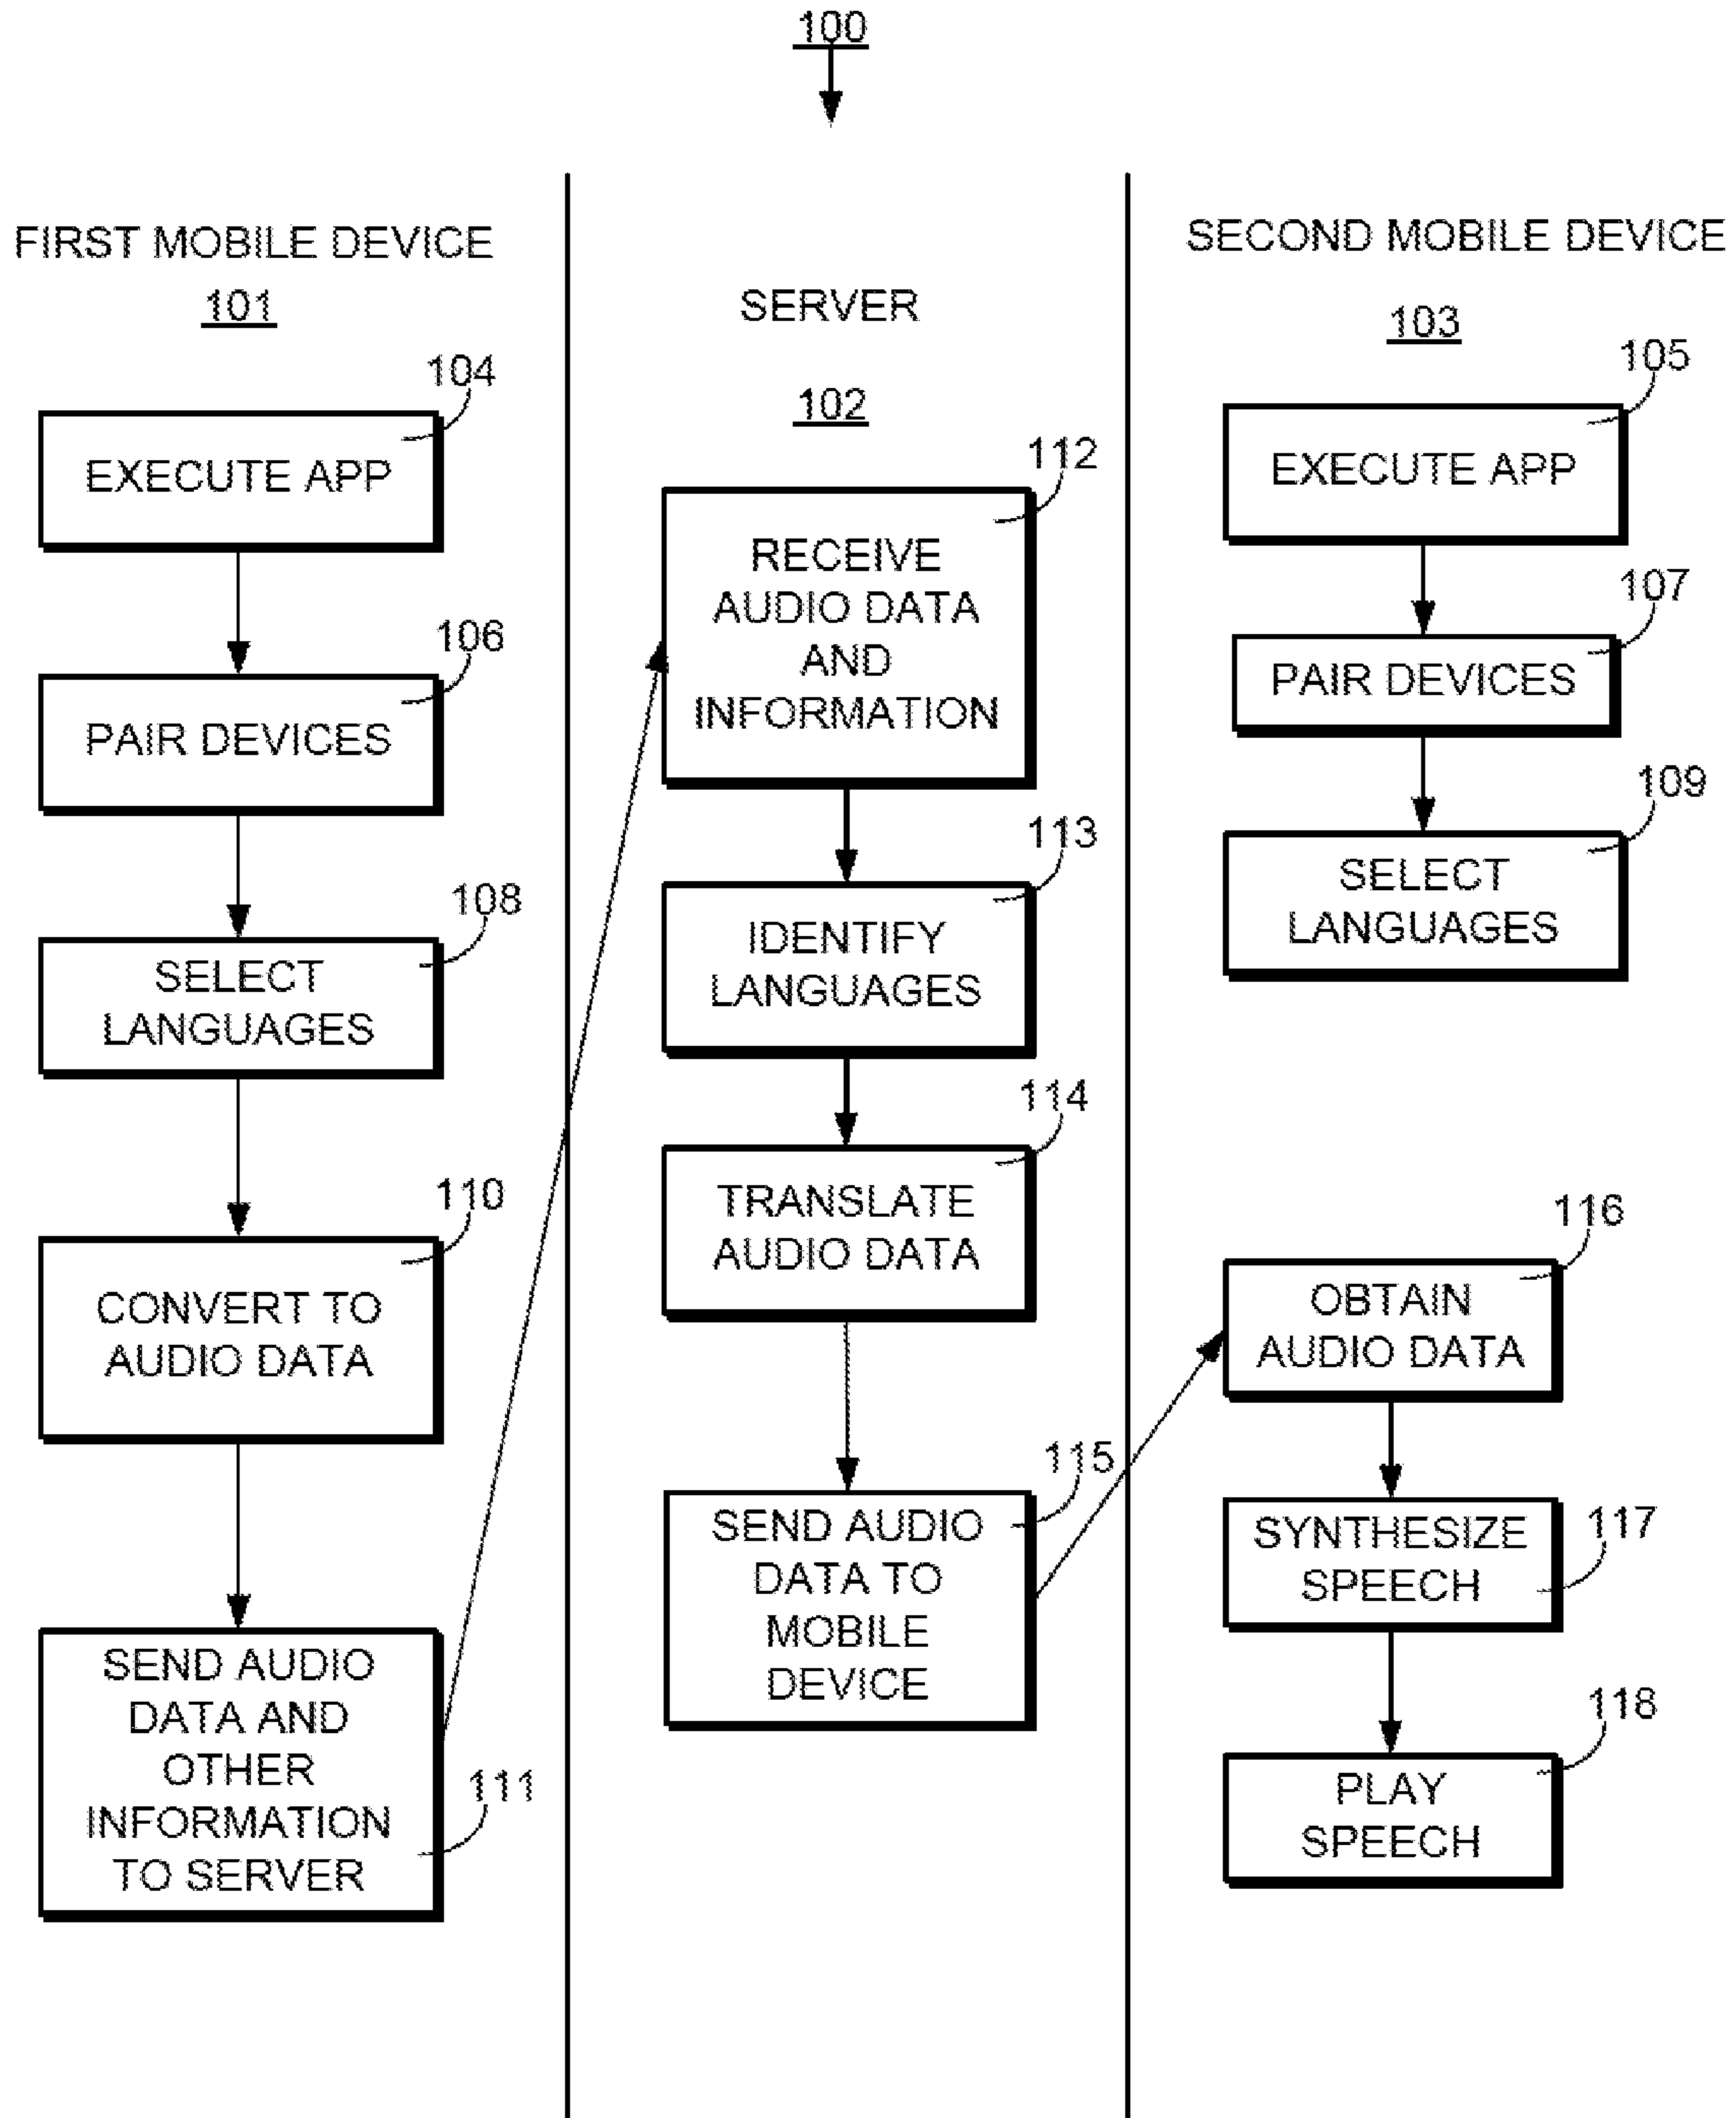 100
FIRST MOBILE DEVICE
101
104
EXECUTE APP
106
PAIR DEVICES
108
SELECT
LANGUAGES
110
CONVERT TO
AUDIO DATA
SEND AUDIO
DATA AND
OTHER
INFORMATION
TO SERVER
111
SERVER
102
112
RECEIVE
AUDIO DATA
AND
INFORMATION
113
IDENTIFY
LANGUAGES
114
TRANSLATE
AUDIO DATA
115
SEND AUDIO
DATA TO
MOBILE
DEVICE
SECOND MOBILE DEVICE
103
105
EXECUTE APP
107
PAIR DEVICES
109
SELECT
LANGUAGES
116
OBTAIN
AUDIO DATA
SYNTHESIZE
SPEECH
117
118
PLAY
SPEECH